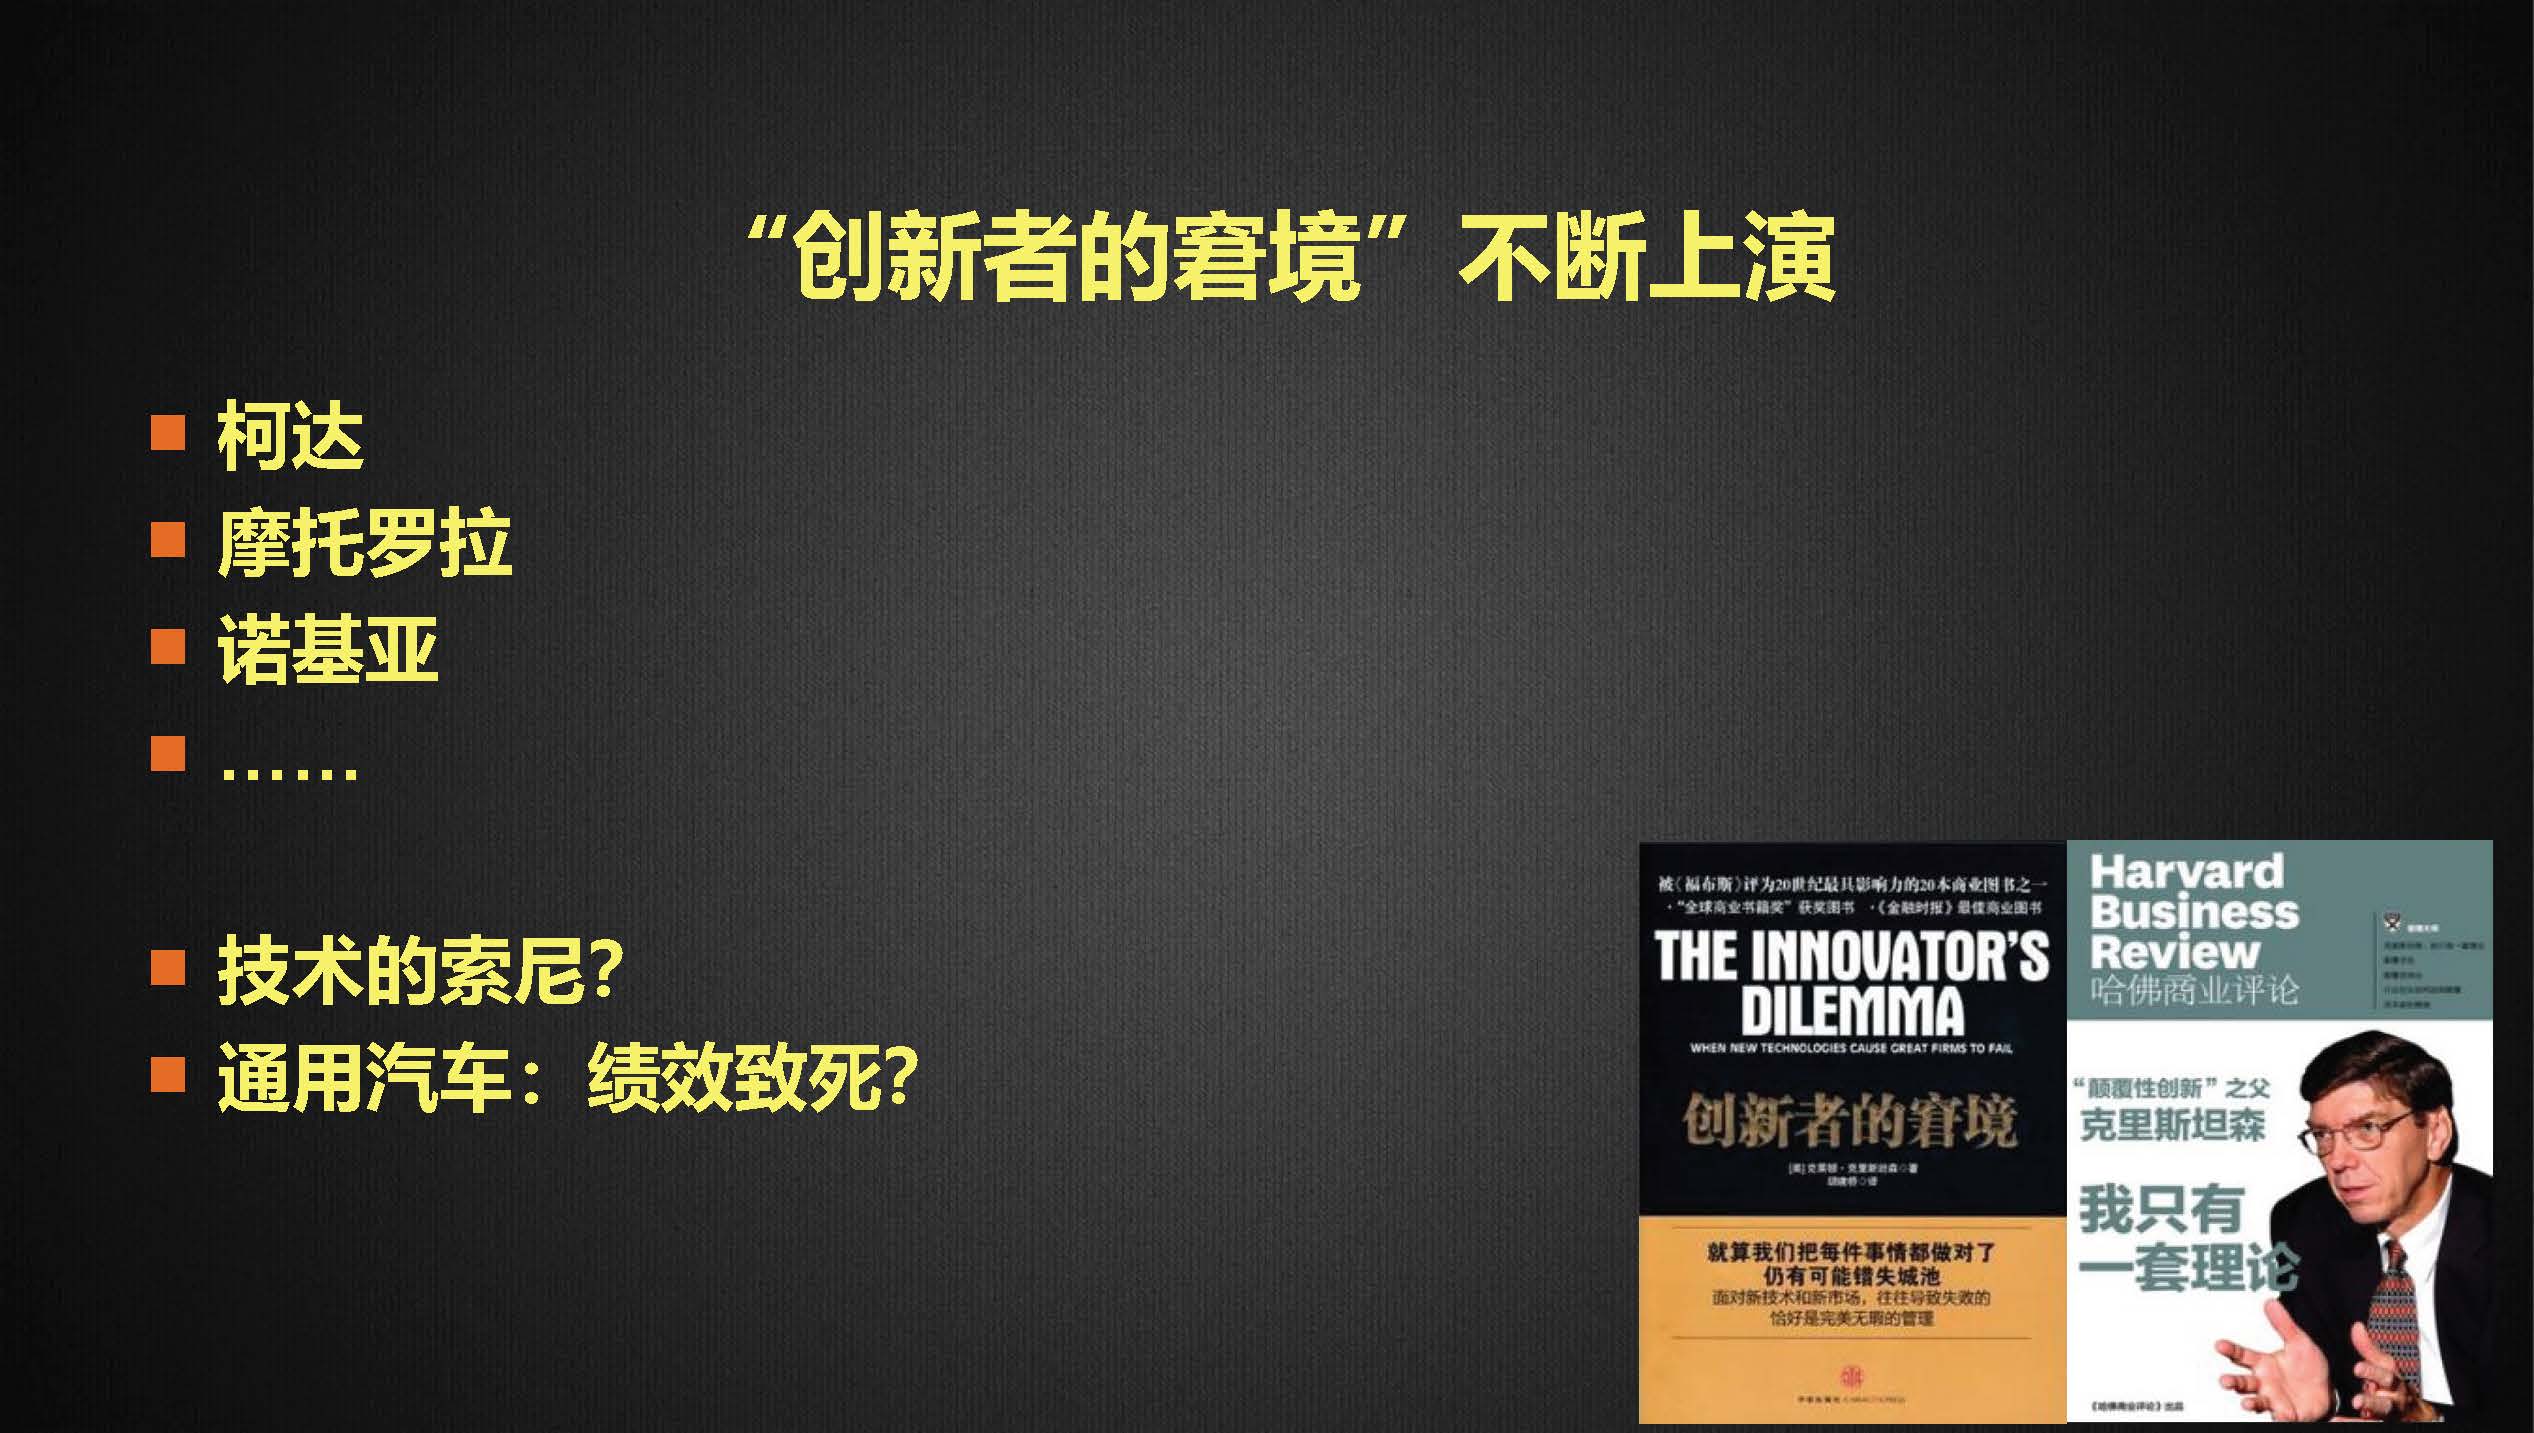 “创新者的窘境”不断上演
柯达
摩托罗拉
诺基亚
……
技术的索尼?
通用汽车：绩效致死?
被《福布斯》评为20世纪最具影响力的20本商业图书之一
·“全球商业书籍奖”获奖图书 ·《金融时报》最佳商业图书
THE INNOVATOR'S
DILEMMA
WHEN NEW TECHNOLOGIES CAUSE GREAT FIRMS TO FAIL
创新者的窘境
[美]克莱顿·克里斯坦森◇著
胡建桥◇译
就算我们把每件事情都做对了
仍有可能错失城池
面对新技术和新市场，往往导致失败的
恰好是完美无瑕的管理
Harvard
Business
Review
哈佛商业评论
“颠覆性创新”之父
克里斯坦森
我只有
一套理论
《哈佛商业评论》出品